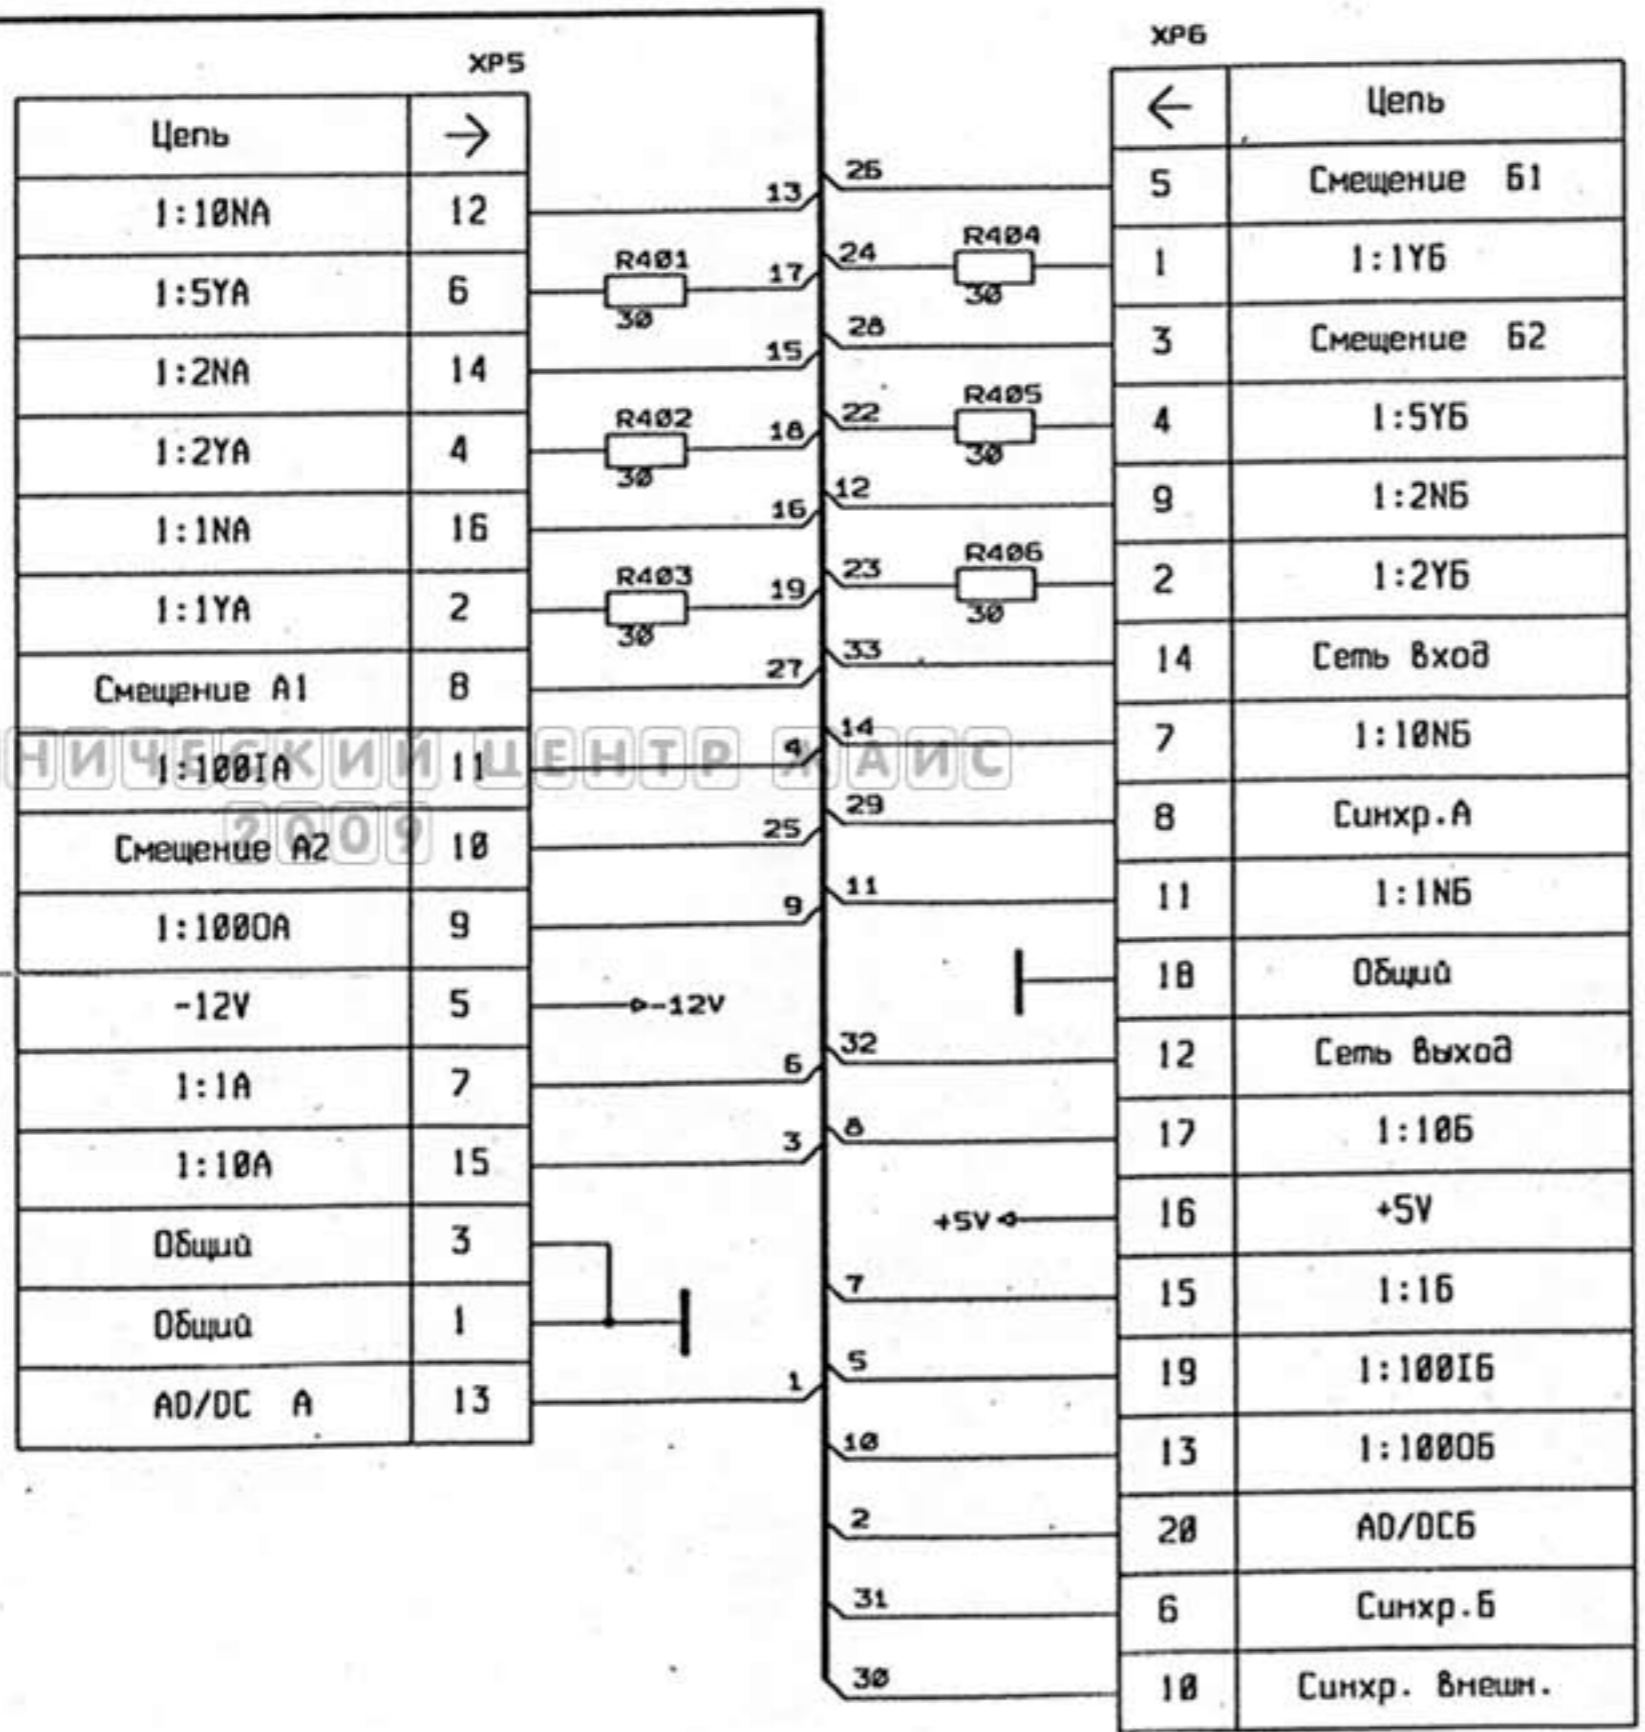 XP5
Цепь →
1:10NA 12 13
1:5YA 6 R401 30 17
1:2NA 14 15
1:2YA 4 R402 30 18
1:1NA 16 16
1:1YA 2 R403 30 19
Смещение A1 8 27
1:100IA 11 4
Смещение A2 10 25
1:100OA 9 9
-12V 5 -12V
1:1A 7 6
1:10A 15 3
Общий 3
Общий 1
AD/DC A 13 1
XP6
← Цепь
26 5 Смещение Б1
24 R404 30 1 1:1YБ
28 3 Смещение Б2
22 R405 30 4 1:5YБ
12 9 1:2NБ
23 R406 30 2 1:2YБ
33 14 Сеть вход
14 7 1:10NБ
29 8 Синхр.А
11 11 1:1NБ
18 Общий
32 12 Сеть выход
8 17 1:10Б
+5V 16 +5V
7 15 1:1Б
5 19 1:100IБ
10 13 1:100OБ
2 20 AD/DCБ
31 6 Синхр.Б
30 10 Синхр. внешн.
НИЧЕСКИЙ ЦЕНТР ЖАИС
2009